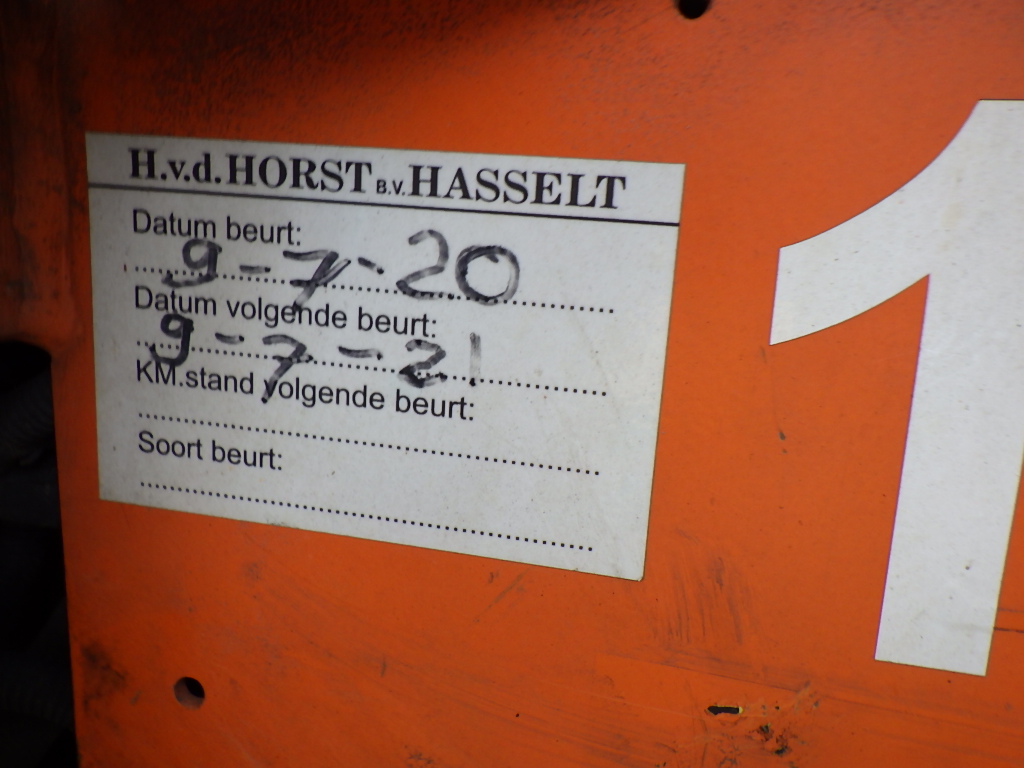 H.v.d.HORST B.V. HASSELT
Datum beurt:
9-7-20
Datum volgende beurt:
9-7-21
KM.stand volgende beurt:
Soort beurt:
1